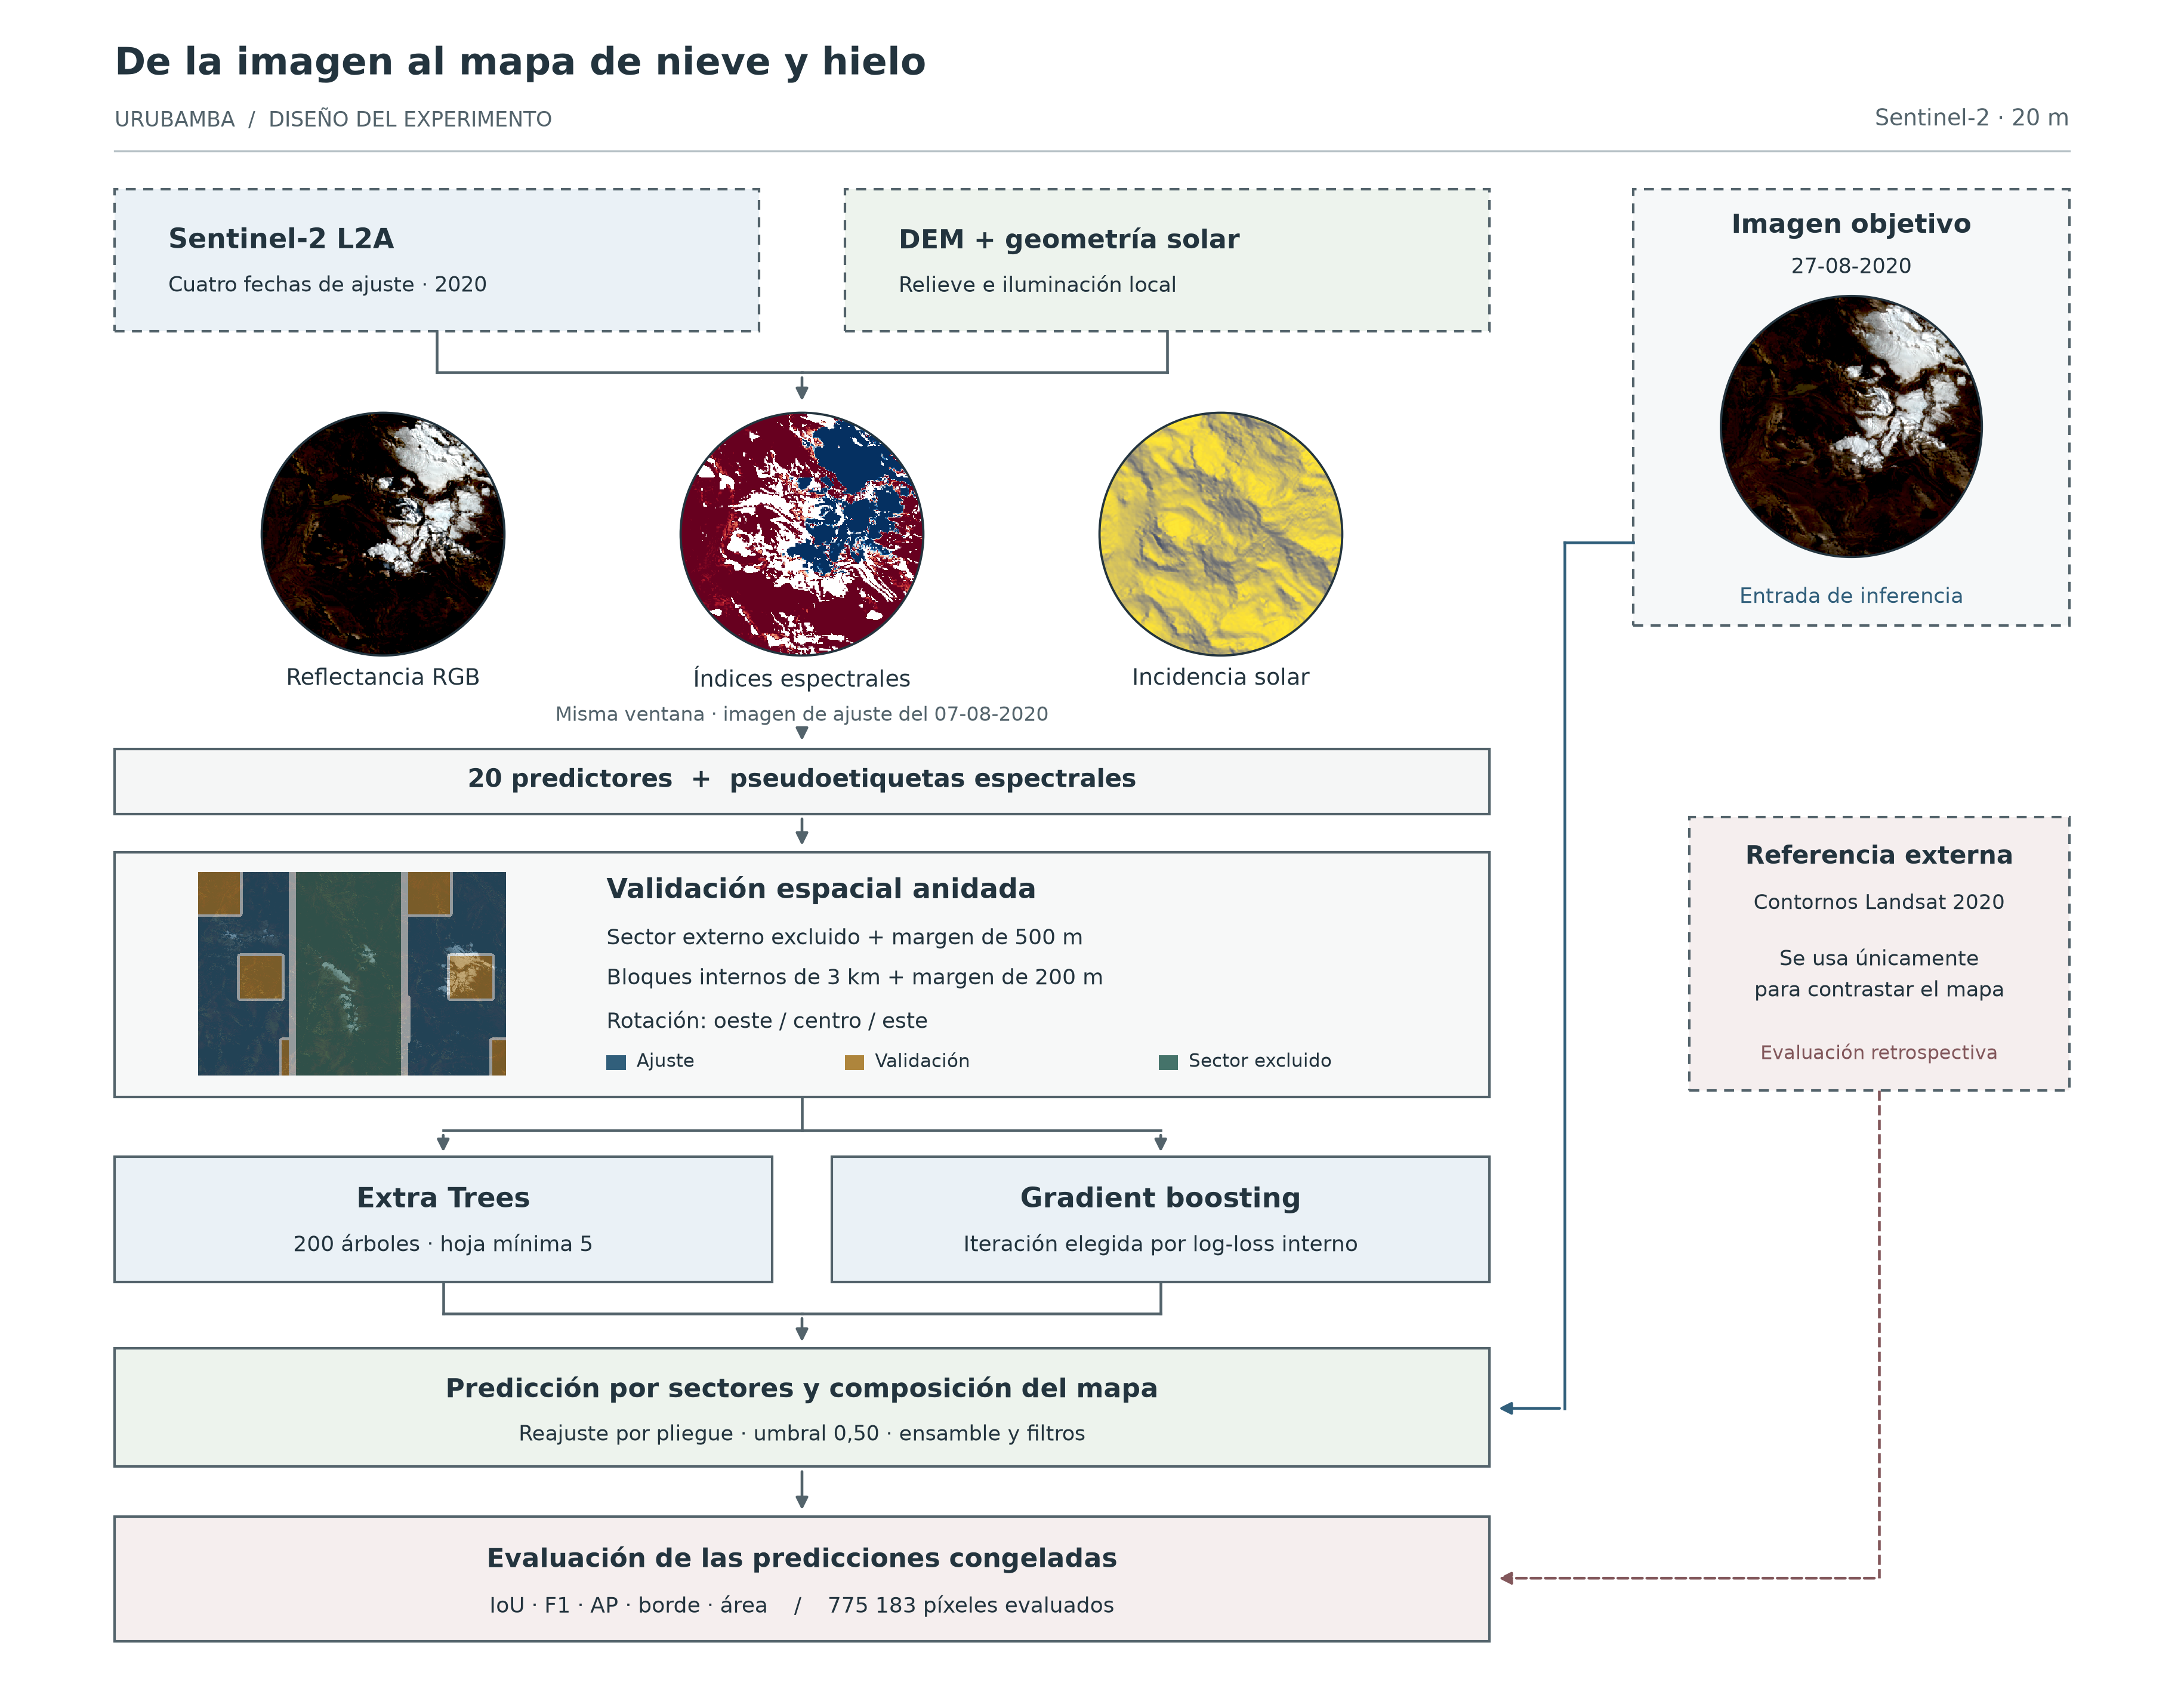 De la imagen al mapa de nieve y hielo
URUBAMBA / DISEÑO DEL EXPERIMENTO
Sentinel-2 · 20 m
Sentinel-2 L2A
Cuatro fechas de ajuste · 2020
DEM + geometría solar
Relieve e iluminación local
Imagen objetivo
27-08-2020
Entrada de inferencia
Reflectancia RGB
Índices espectrales
Incidencia solar
Misma ventana · imagen de ajuste del 07-08-2020
20 predictores + pseudoetiquetas espectrales
Validación espacial anidada
Sector externo excluido + margen de 500 m
Bloques internos de 3 km + margen de 200 m
Rotación: oeste / centro / este
Ajuste
Validación
Sector excluido
Referencia externa
Contornos Landsat 2020
Se usa únicamente
para contrastar el mapa
Evaluación retrospectiva
Extra Trees
200 árboles · hoja mínima 5
Gradient boosting
Iteración elegida por log-loss interno
Predicción por sectores y composición del mapa
Reajuste por pliegue · umbral 0,50 · ensamble y filtros
Evaluación de las predicciones congeladas
IoU · F1 · AP · borde · área / 775 183 píxeles evaluados